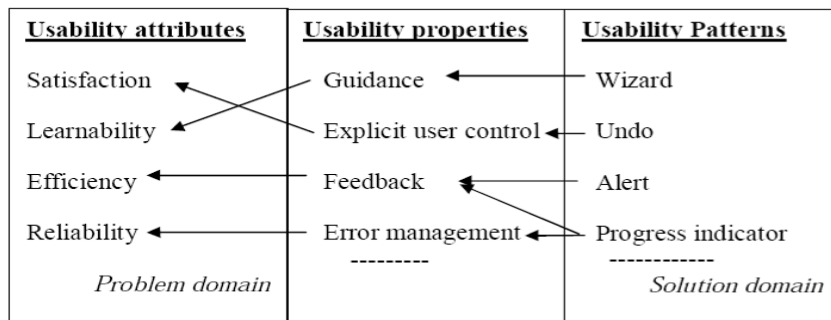 Usability attributes Usability properties Usability Patterns
Satisfaction Guidance Wizard
Learnability Explicit user control Undo
Efficiency Feedback Alert
Reliability Error management Progress indicator
Problem domain Solution domain